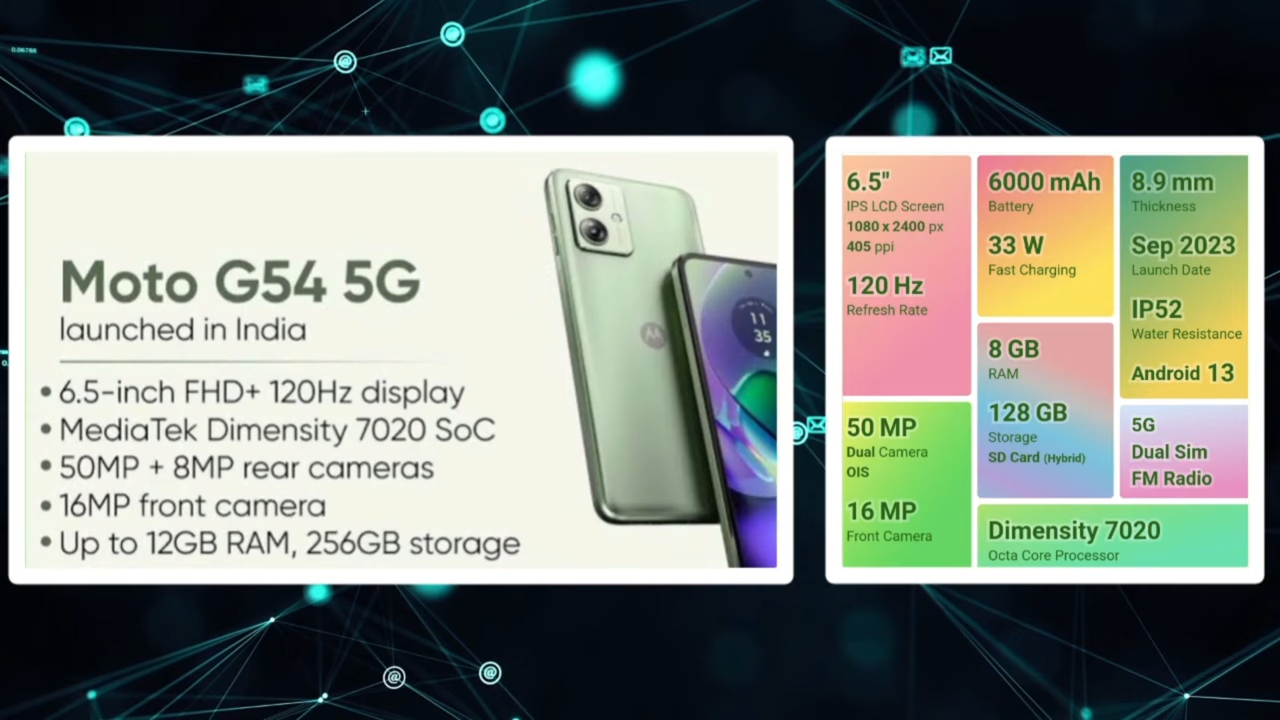 0.06786
Moto G54 5G
launched in India
• 6.5-inch FHD+ 120Hz display
• MediaTek Dimensity 7020 SoC
• 50MP + 8MP rear cameras
• 16MP front camera
• Up to 12GB RAM, 256GB storage
11
35
6.5"
IPS LCD Screen
1080 x 2400 px
405 ppi
120 Hz
Refresh Rate
50 MP
Dual Camera
OIS
16 MP
Front Camera
6000 mAh
Battery
33 W
Fast Charging
8 GB
RAM
128 GB
Storage
SD Card (Hybrid)
8.9 mm
Thickness
Sep 2023
Launch Date
IP52
Water Resistance
Android 13
5G
Dual Sim
FM Radio
Dimensity 7020
Octa Core Processor